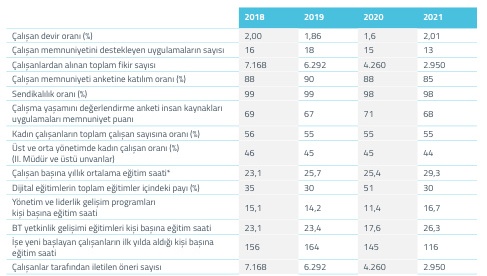 2018 2019 2020 2021
Çalışan devir oranı (%) 2,00 1,86 1,6 2,01
Çalışan memnuniyetini destekleyen uygulamaların sayısı 16 18 15 13
Çalışanlardan alınan toplam fikir sayısı 7.168 6.292 4.260 2.950
Çalışan memnuniyeti anketine katılım oranı (%) 88 90 88 85
Sendikalılık oranı (%) 99 99 98 98
Çalışma yaşamını değerlendirme anketi insan kaynakları
uygulamaları memnuniyet puanı 69 67 71 68
Kadın çalışanların toplam çalışan sayısına oranı (%) 56 55 55 55
Üst ve orta yönetimde kadın çalışan oranı (%)
(II. Müdür ve üstü unvanlar) 46 45 45 44
Çalışan başına yıllık ortalama eğitim saati* 23,1 25,7 25,4 29,3
Dijital eğitimlerin toplam eğitimler içindeki payı (%) 35 30 51 30
Yönetim ve liderlik gelişim programları
kişi başına eğitim saati 15,1 14,2 11,4 16,7
BT yetkinlik gelişimi eğitimleri kişi başına eğitim saati 23,1 23,4 17,6 26,3
İşe yeni başlayan çalışanların ilk yılda aldığı kişi başına
eğitim saati 156 164 145 116
Çalışanlar tarafından iletilen öneri sayısı 7.168 6.292 4.260 2.950